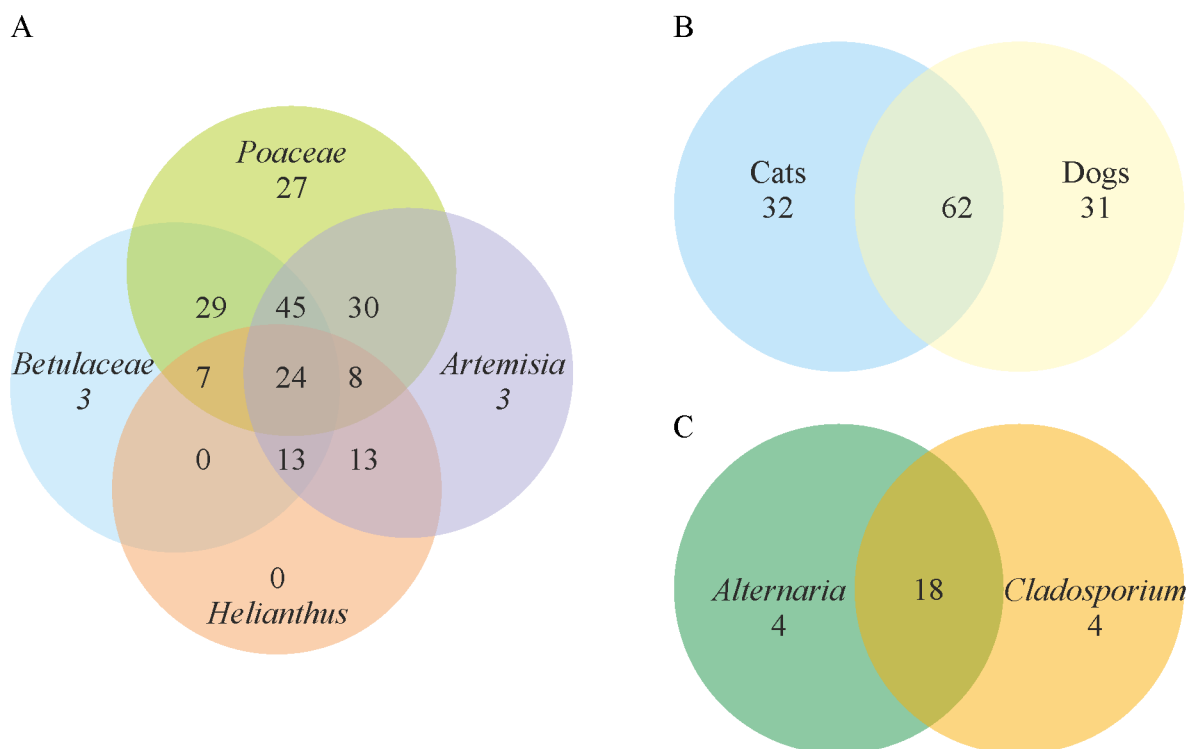 A
Poaceae
27
29 45 30
Betulaceae
3
7 24 8
Artemisia
3
0 13 13
0
Helianthus
B
Cats
32
62
Dogs
31
C
Alternaria
4
18
Cladosporium
4